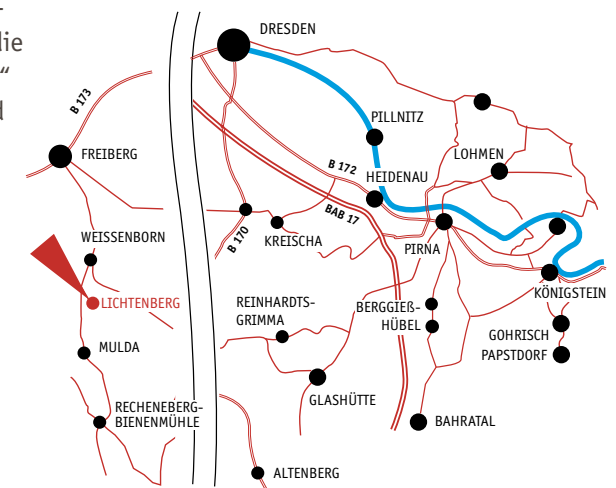 -
die
“
d
DRESDEN
B 173
PILLNITZ
FREIBERG
B 172
LOHMEN
HEIDENAU
BAB 17
B 170
KREISCHA
PIRNA
WEISSENBORN
LICHTENBERG
KÖNIGSTEIN
REINHARDTS-
GRIMMA
BERGGIEß-
HÜBEL
GOHRISCH
PAPSTDORF
MULDA
GLASHÜTTE
RECHENEBERG-
BIENENMÜHLE
BAHRATAL
ALTENBERG